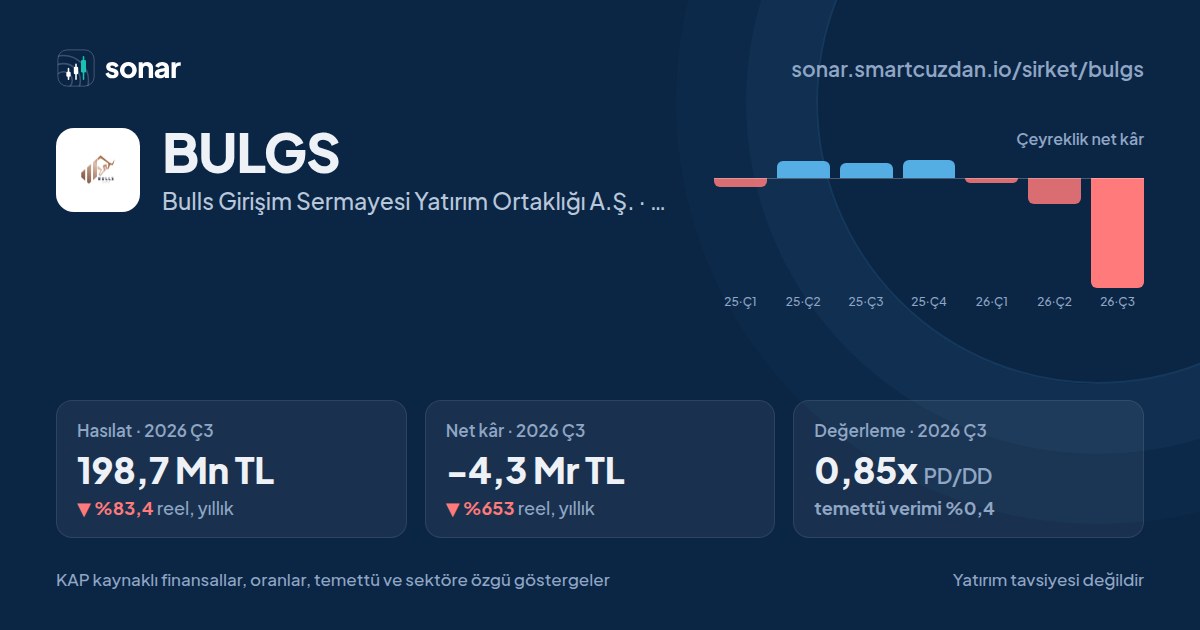 sonar
sonar.smartcuzdan.io/sirket/bulgs
BULLS
BULGS
Bulls Girişim Sermayesi Yatırım Ortaklığı A.Ş. · ...
Çeyreklik net kâr
25·Ç1 25·Ç2 25·Ç3 25·Ç4 26·Ç1 26·Ç2 26·Ç3
Hasılat · 2026 Ç3
198,7 Mn TL
▼ %83,4 reel, yıllık
Net kâr · 2026 Ç3
−4,3 Mr TL
▼ %653 reel, yıllık
Değerleme · 2026 Ç3
0,85x PD/DD
temettü verimi %0,4
KAP kaynaklı finansallar, oranlar, temettü ve sektöre özgü göstergeler
Yatırım tavsiyesi değildir